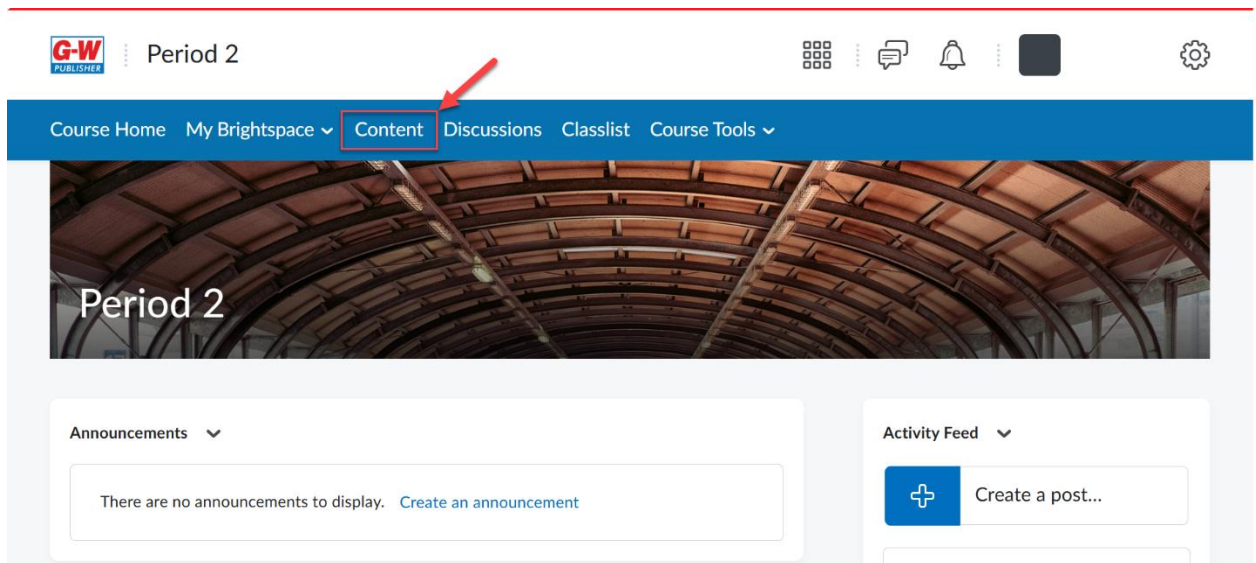 G-W
PUBLISHER
Period 2
Course Home My Brightspace Content Discussions Classlist Course Tools
Period 2
Announcements
Activity Feed
There are no announcements to display. Create an announcement
Create a post...